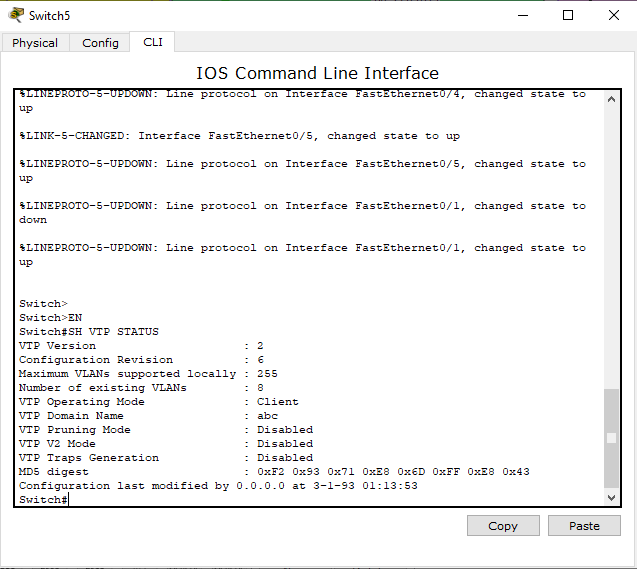 Switch5
Physical Config CLI
IOS Command Line Interface
%LINEPROTO-5-UPDOWN: Line protocol on Interface FastEthernet0/4, changed state to
up
%LINK-5-CHANGED: Interface FastEthernet0/5, changed state to up
%LINEPROTO-5-UPDOWN: Line protocol on Interface FastEthernet0/5, changed state to
up
%LINEPROTO-5-UPDOWN: Line protocol on Interface FastEthernet0/1, changed state to
down
%LINEPROTO-5-UPDOWN: Line protocol on Interface FastEthernet0/1, changed state to
up
Switch>
Switch>EN
Switch#SH VTP STATUS
VTP Version : 2
Configuration Revision : 6
Maximum VLANs supported locally : 255
Number of existing VLANs : 8
VTP Operating Mode : Client
VTP Domain Name : abc
VTP Pruning Mode : Disabled
VTP V2 Mode : Disabled
VTP Traps Generation : Disabled
MD5 digest : 0xF2 0x93 0x71 0xE8 0x6D 0xFF 0xE8 0x43
Configuration last modified by 0.0.0.0 at 3-1-93 01:13:53
Switch#
Copy Paste